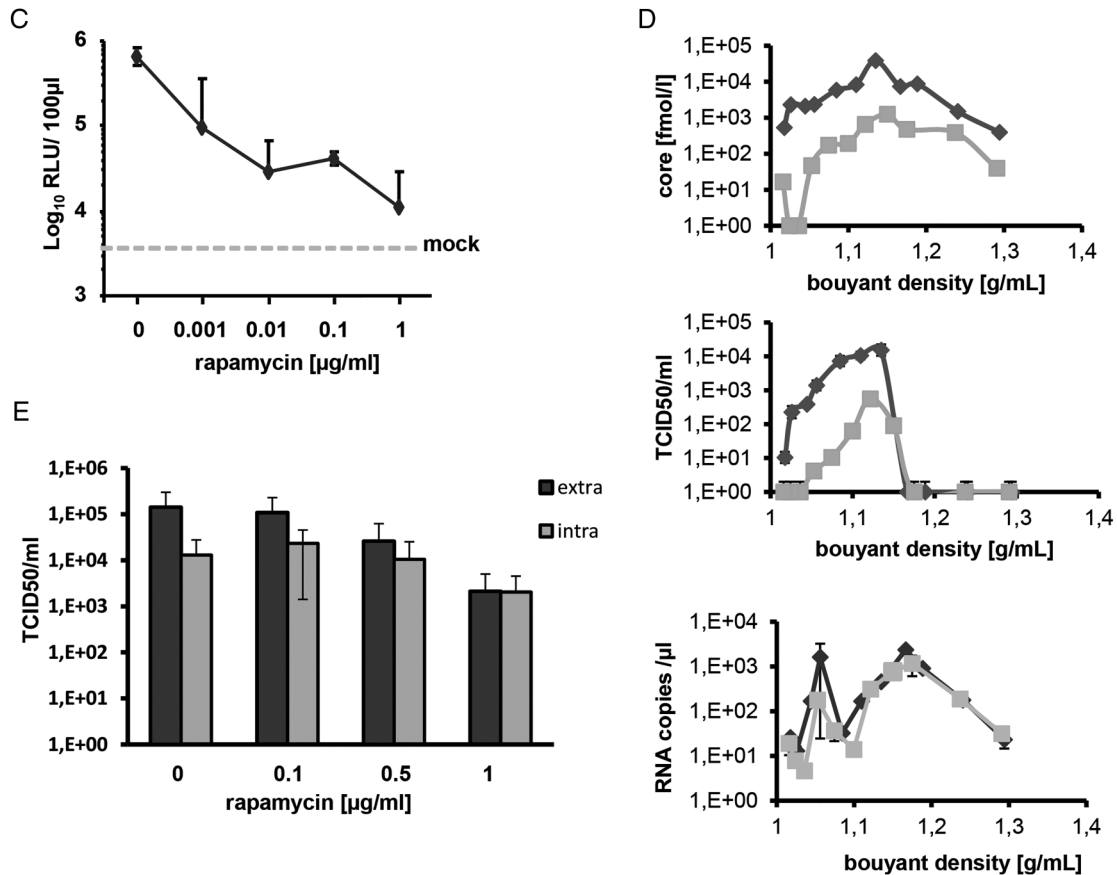 C
6
5
4
3
Log10 RLU/ 100µl
mock
0 0.001 0.01 0.1 1
rapamycin [µg/ml]
D
1,E+05
1,E+04
1,E+03
1,E+02
1,E+01
1,E+00
core [fmol/l]
1 1,1 1,2 1,3 1,4
bouyant density [g/mL]
1,E+05
1,E+04
1,E+03
1,E+02
1,E+01
1,E+00
TCID50/ml
1 1,1 1,2 1,3 1,4
bouyant density [g/mL]
1,E+04
1,E+03
1,E+02
1,E+01
1,E+00
RNA copies /µl
1 1,1 1,2 1,3 1,4
bouyant density [g/mL]
E
1,E+06
1,E+05
1,E+04
1,E+03
1,E+02
1,E+01
1,E+00
TCID50/ml
extra
intra
0 0.1 0.5 1
rapamycin [µg/ml]